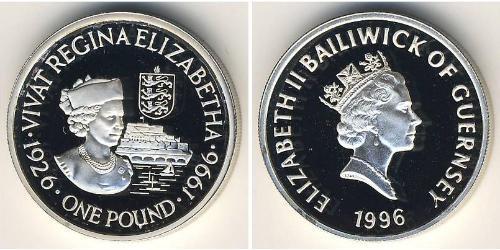 1926 · VIVAT REGINA ELIZABETHA · 1996 ·
ONE POUND
ELIZABETH II BAILIWICK OF GUERNSEY
1996